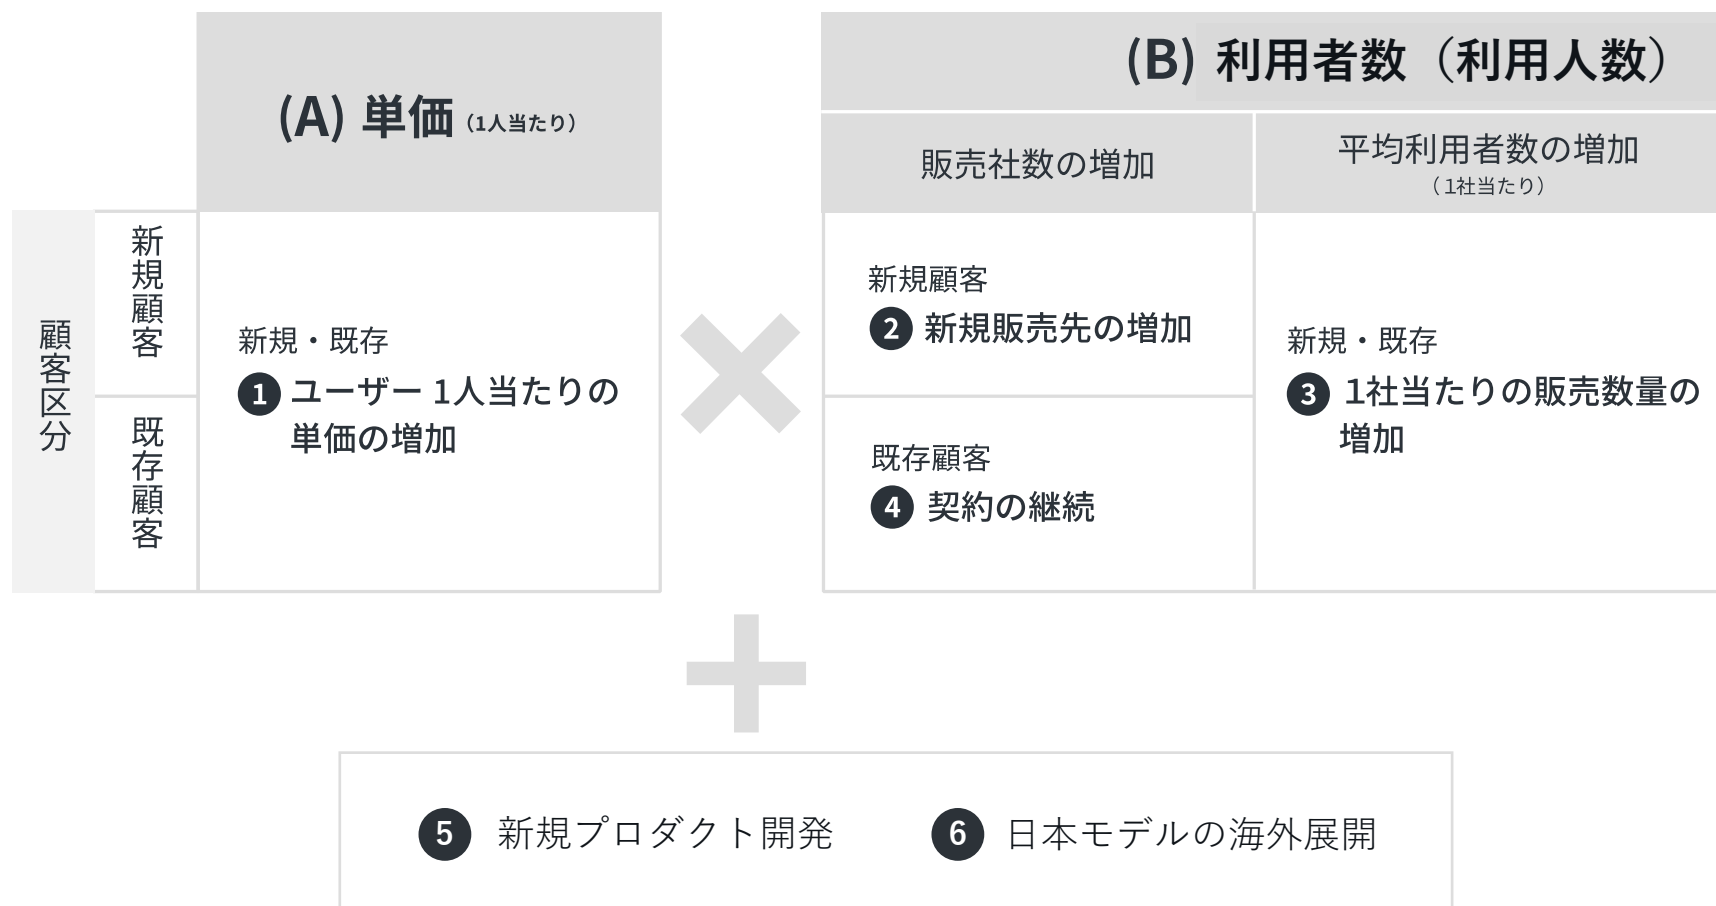 (A) 単価（1人当たり）
(B) 利用者数（利用人数）
販売社数の増加
平均利用者数の増加
（1社当たり）
顧客区分
新規顧客
既存顧客
新規・既存
1 ユーザー 1人当たりの
単価の増加
新規顧客
2 新規販売先の増加
既存顧客
4 契約の継続
新規・既存
3 1社当たりの販売数量の
増加
5 新規プロダクト開発
6 日本モデルの海外展開